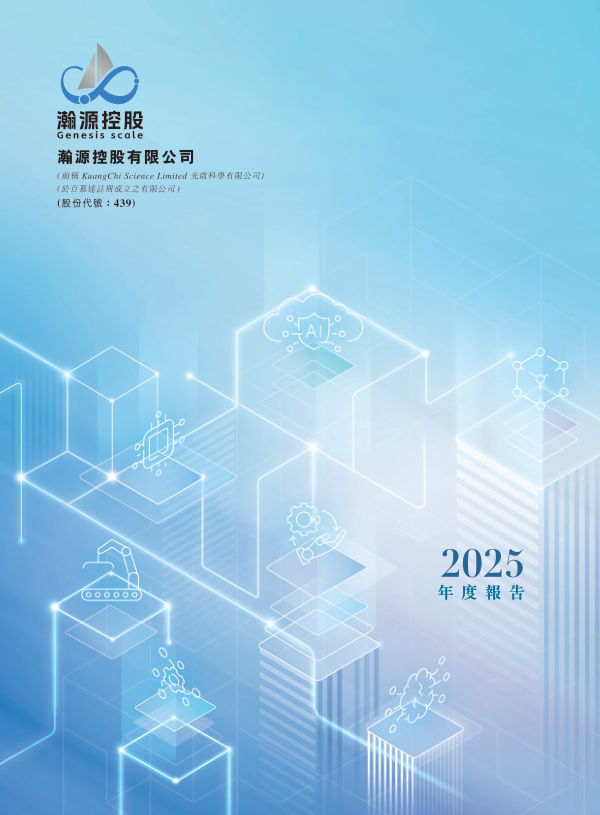 瀚源控股
Genesis scale
瀚源控股有限公司
(前稱 KuangChi Science Limited 光啟科學有限公司)
(於百慕達註冊成立之有限公司)
(股份代號：439)
AI
2025
年度報告